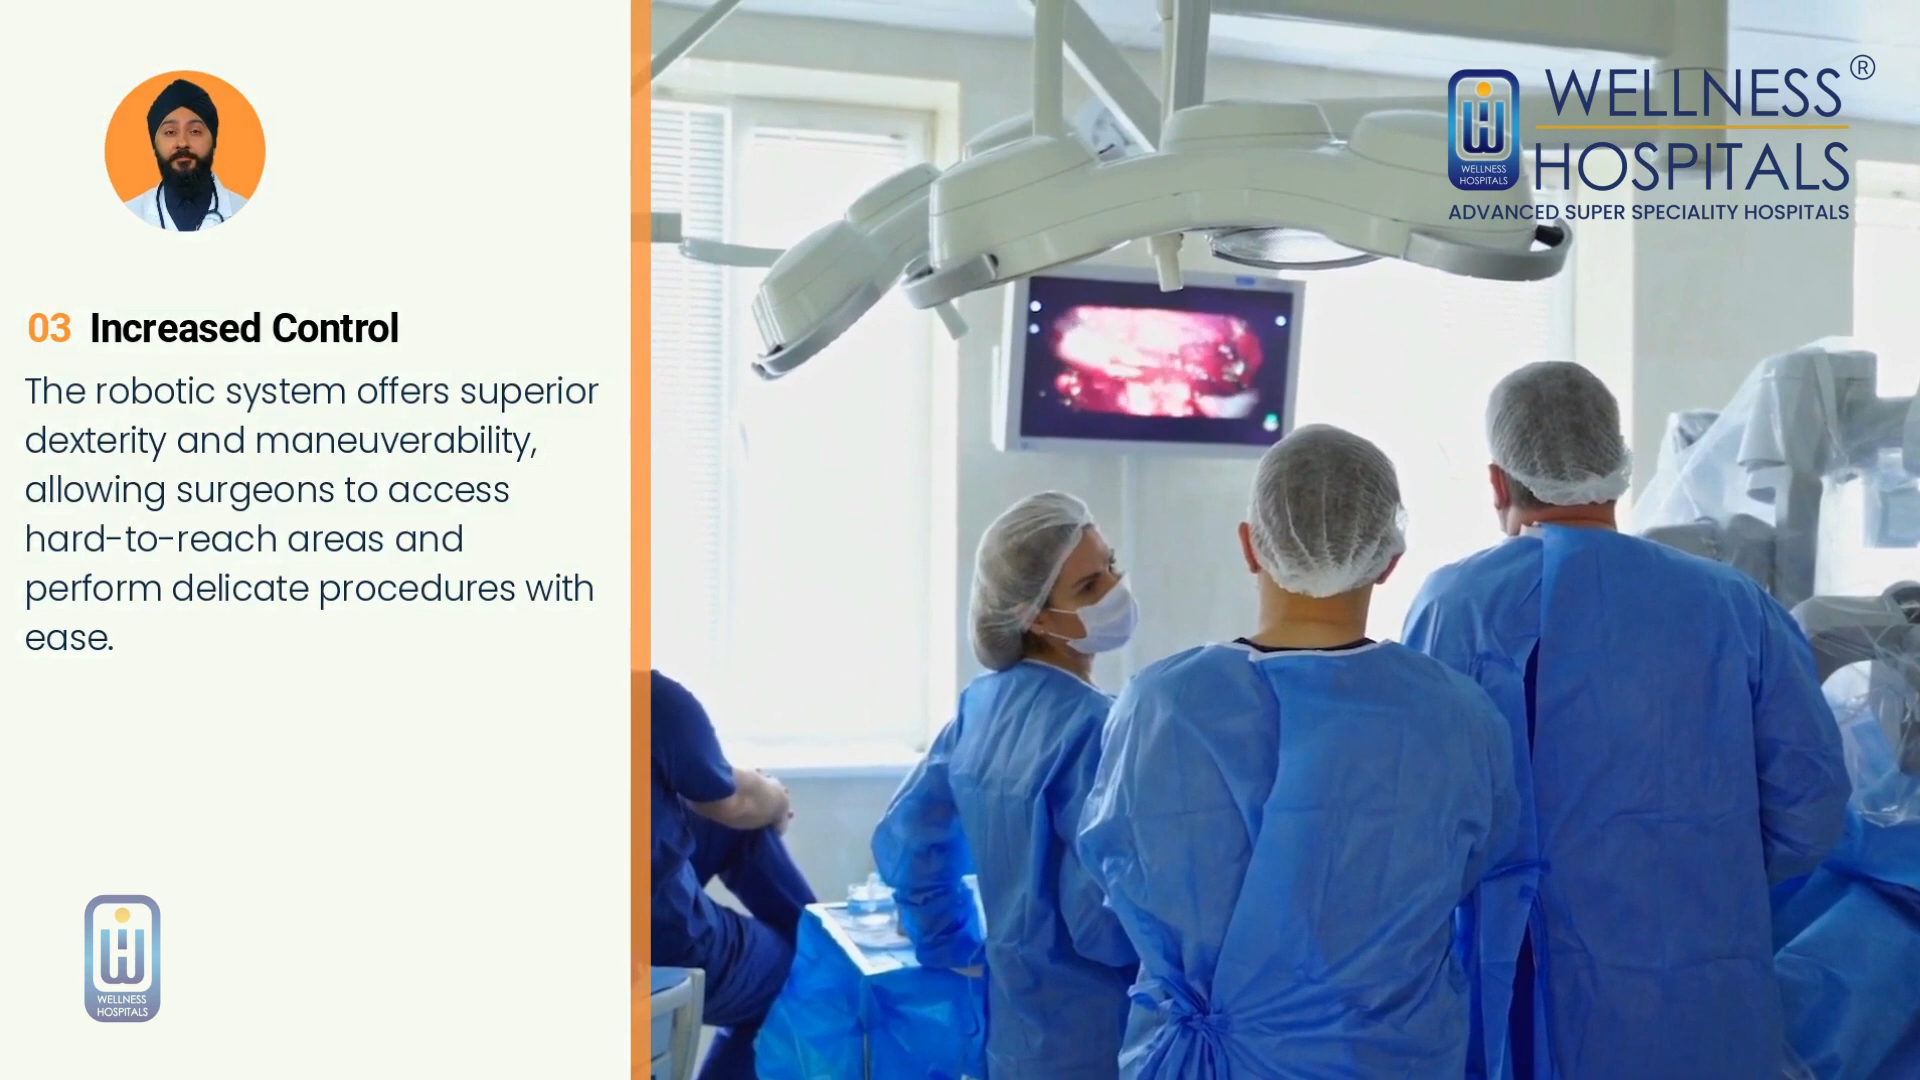 03 Increased Control
The robotic system offers superior
dexterity and maneuverability,
allowing surgeons to access
hard-to-reach areas and
perform delicate procedures with
ease.
WELLNESS
HOSPITALS
WELLNESS®
HOSPITALS
ADVANCED SUPER SPECIALITY HOSPITALS
WELLNESS
HOSPITALS